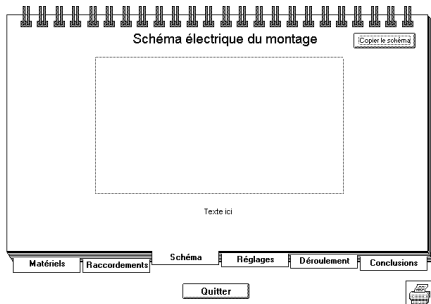 Schéma électrique du montage
Copier le schéma
Texte ici
Matériels
Raccordements
Schéma
Réglages
Déroulement
Conclusions
Quitter